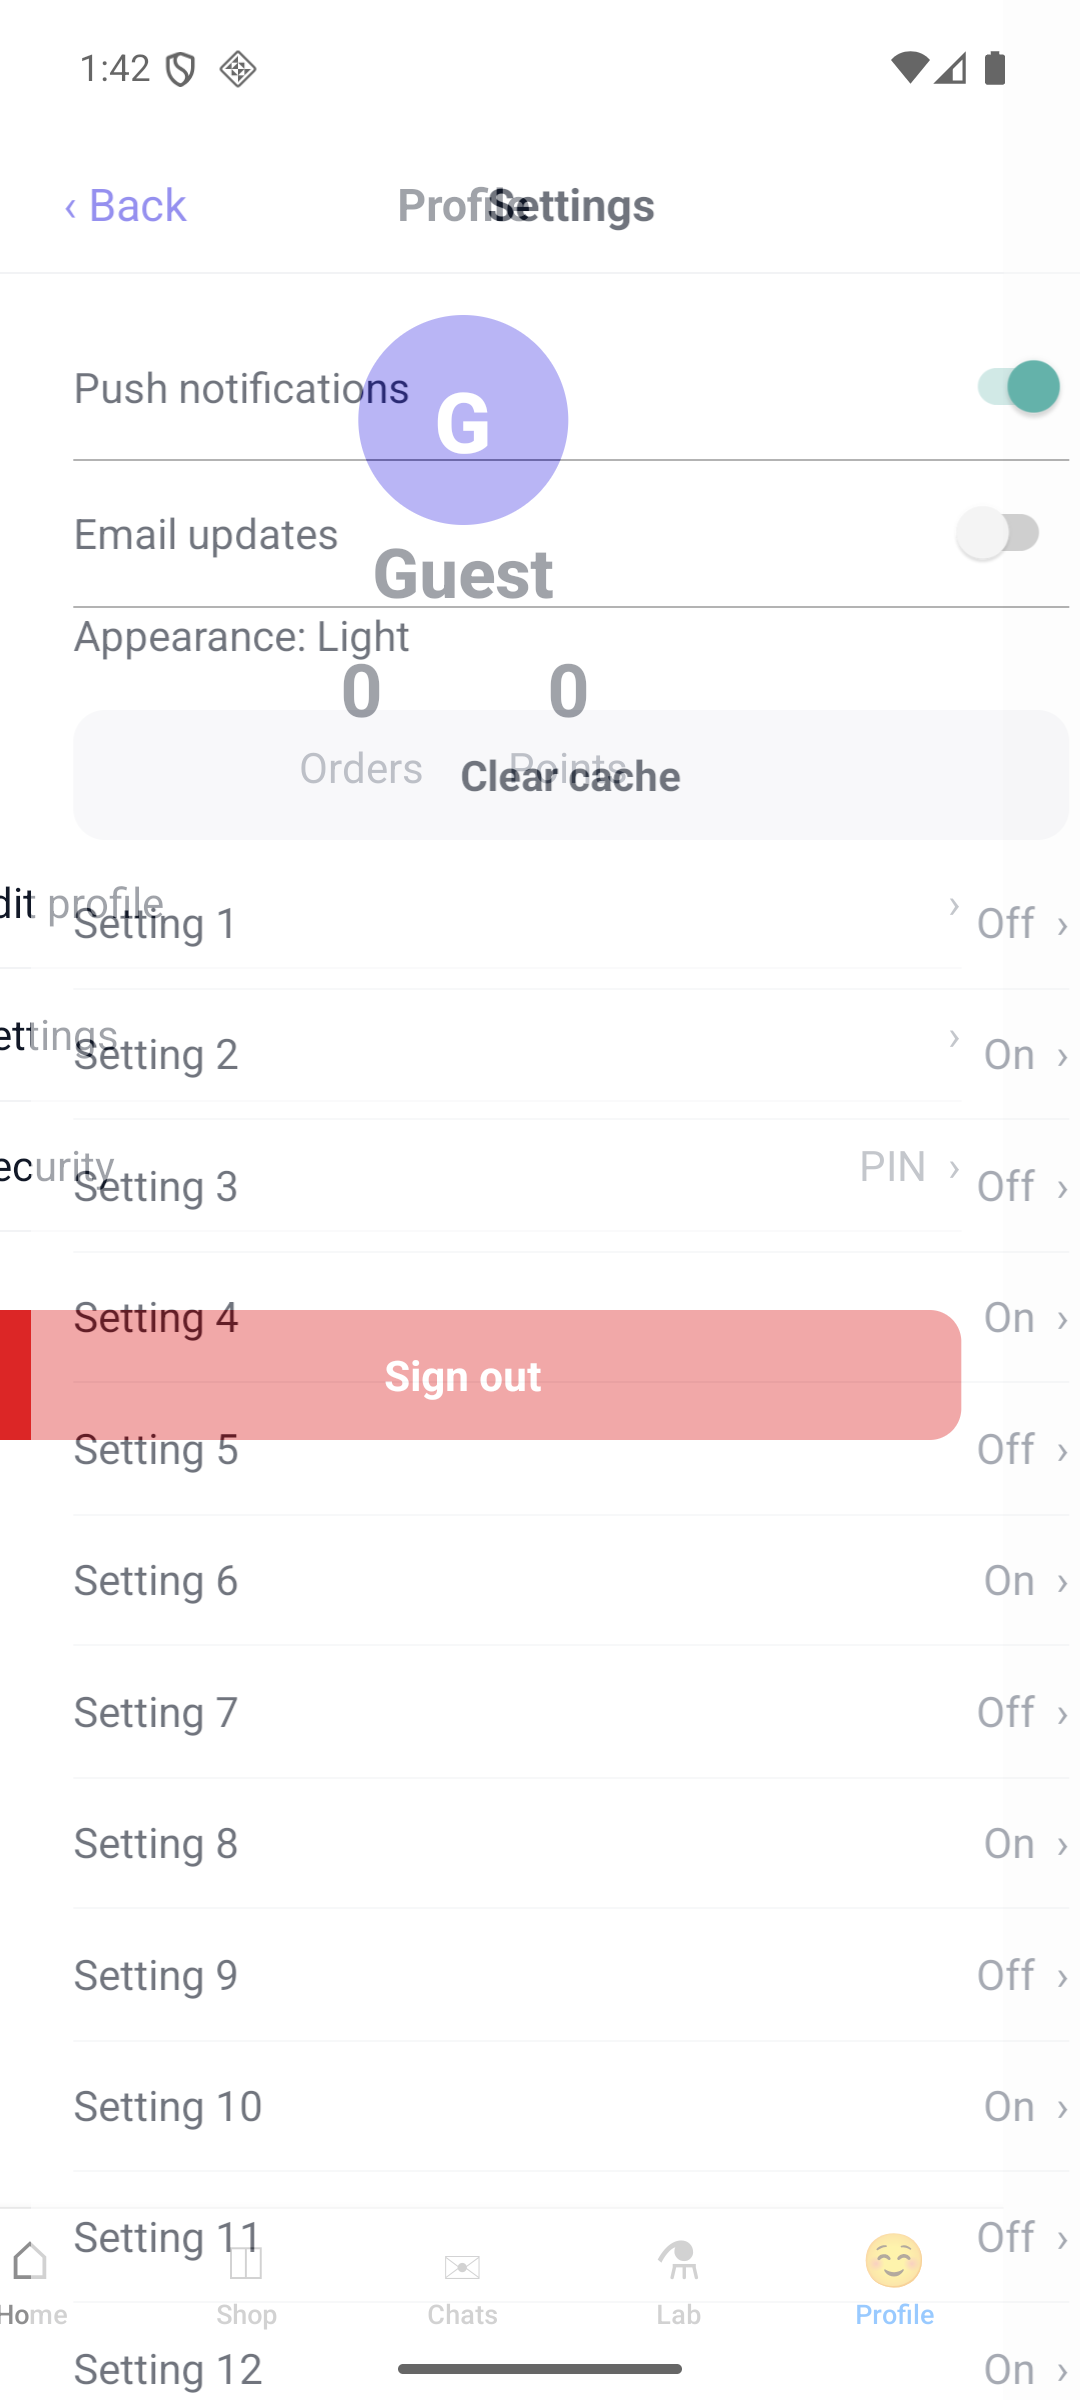 1:42
‹ Back
Profile
Settings
Push notifications
G
Email updates
Guest
Appearance: Light
0 0
Orders Points
Clear cache
dit profile ›
Setting 1 Off ›
ettings ›
Setting 2 On ›
ecurity PIN ›
Setting 3 Off ›
Setting 4 On ›
Sign out
Setting 5 Off ›
Setting 6 On ›
Setting 7 Off ›
Setting 8 On ›
Setting 9 Off ›
Setting 10 On ›
Setting 11 Off ›
Home Shop Chats Lab Profile
Setting 12 On ›